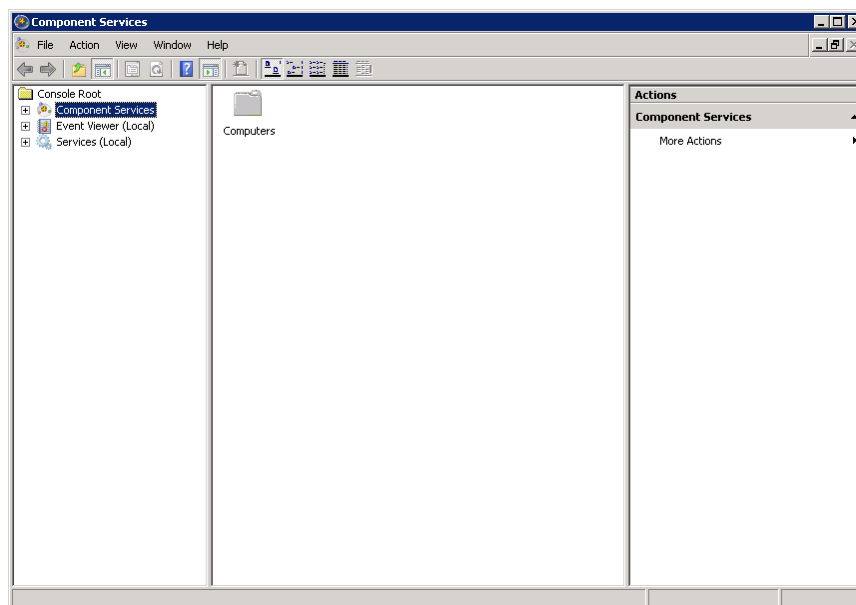 Component Services
File Action View Window Help
Console Root
Component Services
Event Viewer (Local)
Services (Local)
Computers
Actions
Component Services
More Actions